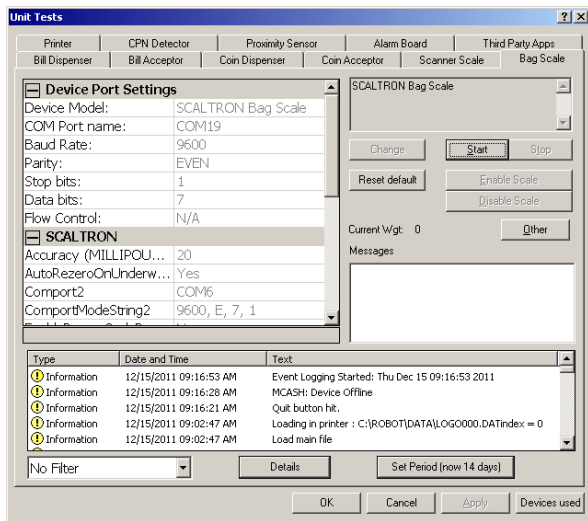 Unit Tests
Printer CPN Detector Proximity Sensor Alarm Board Third Party Apps
Bill Dispenser Bill Acceptor Coin Dispenser Coin Acceptor Scanner Scale Bag Scale
Device Port Settings
Device Model: SCALTRON Bag Scale
COM Port name: COM19
Baud Rate: 9600
Parity: EVEN
Stop bits: 1
Data bits: 7
Flow Control: N/A
SCALTRON
Accuracy (MILLIPOU... 20
AutoRezeroOnUnderw... Yes
Comport2 COM6
ComportModeString2 9600, E, 7, 1
SCALTRON Bag Scale
Change Start Stop
Reset default Enable Scale
Disable Scale
Current Wgt: 0 Other
Messages
Type Date and Time Text
Information 12/15/2011 09:16:53 AM Event Logging Started: Thu Dec 15 09:16:53 2011
Information 12/15/2011 09:16:28 AM MCASH: Device Offline
Information 12/15/2011 09:16:21 AM Quit button hit.
Information 12/15/2011 09:02:47 AM Loading in printer : C:\ROBOT\DATA\LOGO000.DATindex = 0
Information 12/15/2011 09:02:47 AM Load main file
No Filter Details Set Period (now 14 days)
OK Cancel Apply Devices used